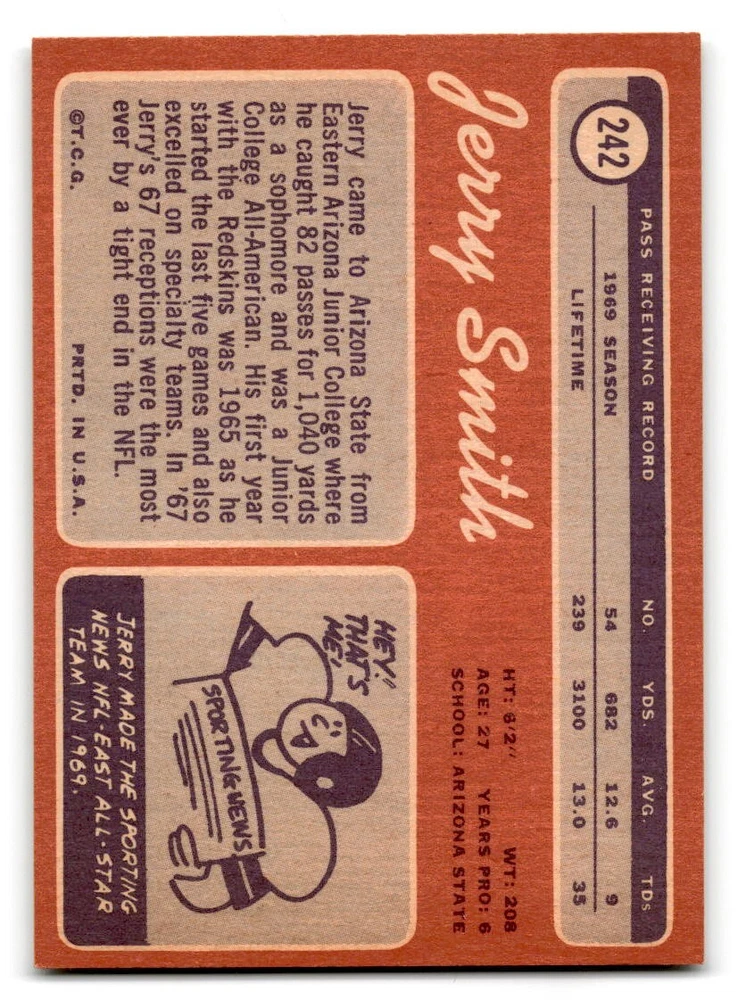 242
PASS RECEIVING RECORD NO. YDS. AVG. TDs
1969 SEASON 54 682 12.6 9
LIFETIME 239 3100 13.0 35
Jerry Smith
HT: 6'2" WT: 208
AGE: 27 YEARS PRO: 6
SCHOOL: ARIZONA STATE
Jerry came to Arizona State from
Eastern Arizona Junior College where
he caught 82 passes for 1,040 yards
as a sophomore and was a Junior
College All-American. His first year
with the Redskins was 1965 as he
started the last five games and also
excelled on specialty teams. In '67
Jerry's 67 receptions were the most
ever by a tight end in the NFL.
©T.C.G. PRTD. IN U.S.A.
HEY!
THAT'S
ME!
SPORTING NEWS
JERRY MADE THE SPORTING
NEWS NFL-EAST ALL-STAR
TEAM IN 1969.